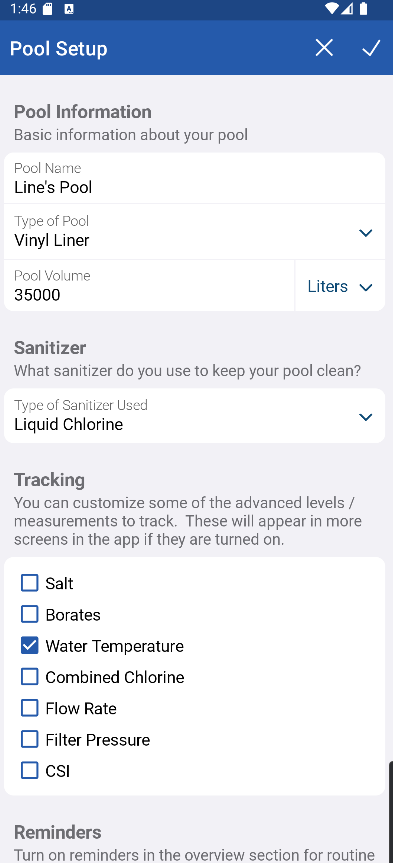 1:46
Pool Setup
Pool Information
Basic information about your pool
Pool Name
Line's Pool
Type of Pool
Vinyl Liner
Pool Volume
35000
Liters
Sanitizer
What sanitizer do you use to keep your pool clean?
Type of Sanitizer Used
Liquid Chlorine
Tracking
You can customize some of the advanced levels /
measurements to track.  These will appear in more
screens in the app if they are turned on.
Salt
Borates
Water Temperature
Combined Chlorine
Flow Rate
Filter Pressure
CSI
Reminders
Turn on reminders in the overview section for routine